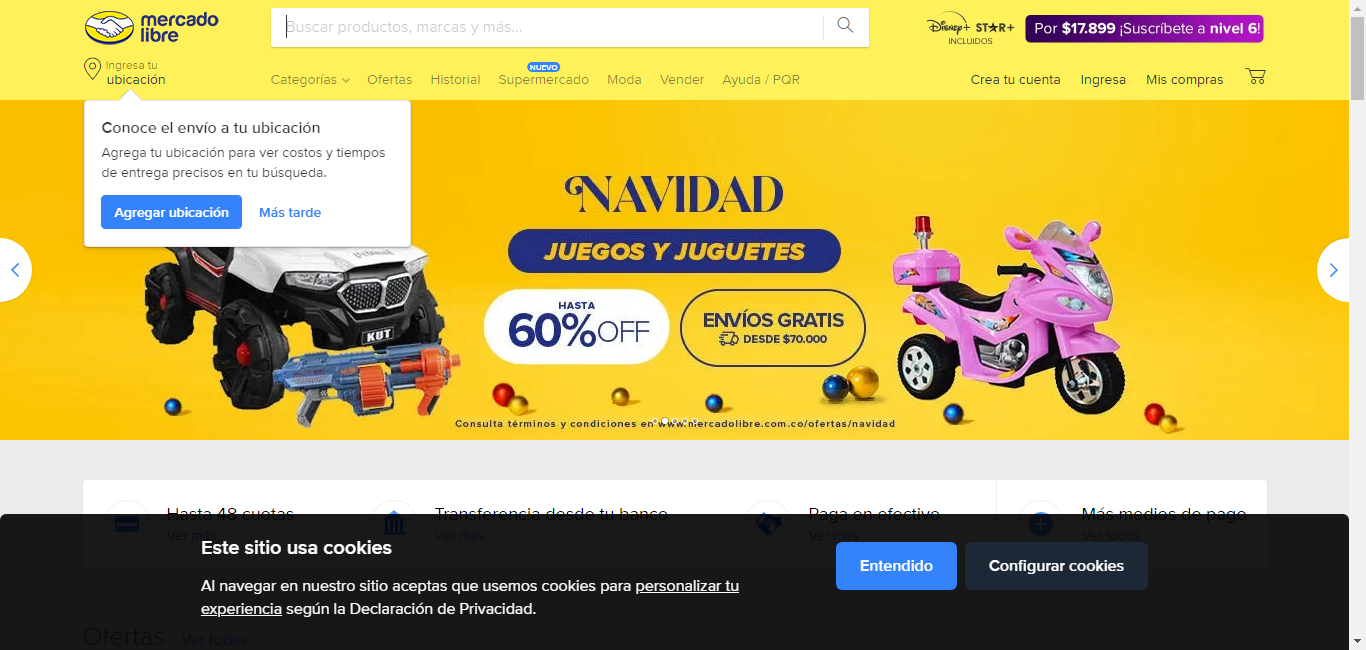 mercado
libre
Buscar productos, marcas y más...
Disney+ STAR+
INCLUIDOS
Por $17.899 ¡Suscríbete a nivel 6!
Ingresa tu
ubicación
Categorías
Ofertas
Historial
NUEVO
Supermercado
Moda
Vender
Ayuda / PQR
Crea tu cuenta
Ingresa
Mis compras
Conoce el envío a tu ubicación
Agrega tu ubicación para ver costos y tiempos
de entrega precisos en tu búsqueda.
Agregar ubicación
Más tarde
NAVIDAD
JUEGOS Y JUGUETES
HASTA
60%OFF
ENVÍOS GRATIS
DESDE $70.000
KUT
Consulta términos y condiciones en www.mercadolibre.com.co/ofertas/navidad
Hasta 48 cuotas
Ver más
Transferencia desde tu banco
Ver más
Paga en efectivo
Ver más
Más medios de pago
Ver todos
Este sitio usa cookies
Al navegar en nuestro sitio aceptas que usemos cookies para personalizar tu
experiencia según la Declaración de Privacidad.
Entendido
Configurar cookies
Ofertas
Ver todas